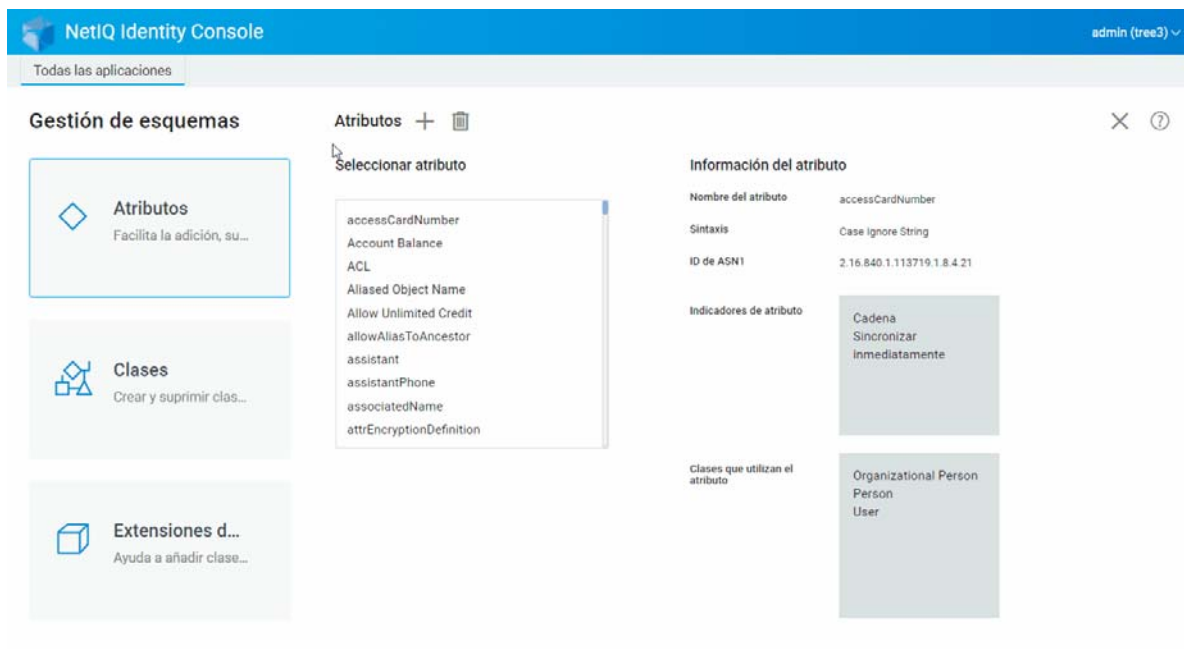 NetIQ Identity Console
admin (tree3)
Todas las aplicaciones
Gestión de esquemas
Atributos
Facilita la adición, su...
Clases
Crear y suprimir clas...
Extensiones d...
Ayuda a añadir clase...
Atributos
Seleccionar atributo
accessCardNumber
Account Balance
ACL
Aliased Object Name
Allow Unlimited Credit
allowAliasToAncestor
assistant
assistantPhone
associatedName
attrEncryptionDefinition
Información del atributo
Nombre del atributo accessCardNumber
Sintaxis Case Ignore String
ID de ASN1 2.16.840.1.113719.1.8.4.21
Indicadores de atributo
Cadena
Sincronizar
inmediatamente
Clases que utilizan el
atributo
Organizational Person
Person
User